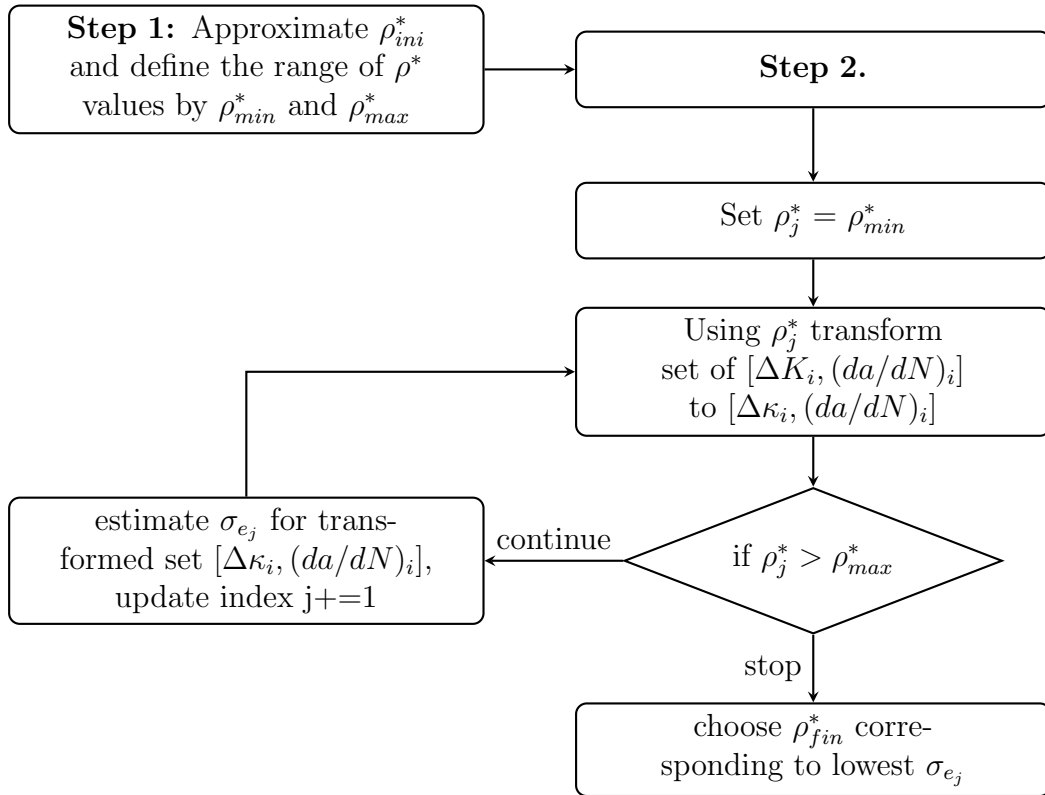 Step 1: Approximate ρ*ini
and define the range of ρ*
values by ρ*min and ρ*max
Step 2.
Set ρ*j = ρ*min
Using ρ*j transform
set of [ΔKi, (da/dN)i]
to [Δκi, (da/dN)i]
if ρ*j > ρ*max
continue
estimate σej for trans-
formed set [Δκi, (da/dN)i],
update index j+=1
stop
choose ρ*fin corre-
sponding to lowest σej